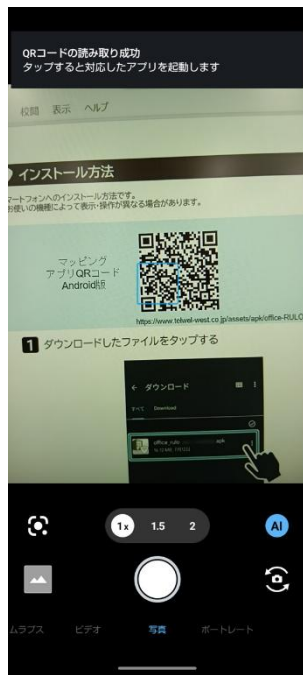 QRコードの読み取り成功
タップすると対応したアプリを起動します
校閲 表示 ヘルプ
インストール方法
マートフォンへのインストール方法です。
お使いの機種によって表示・操作が異なる場合があります。
マッピング
アプリQRコード
Android版
https://www.telwel-west.co.jp/assets/apk/office-RULO
1 ダウンロードしたファイルをタップする
← ダウンロード
すべて Download
office_rulo apk
1x 1.5 2
AI
ムラプス ビデオ 写真 ポートレート